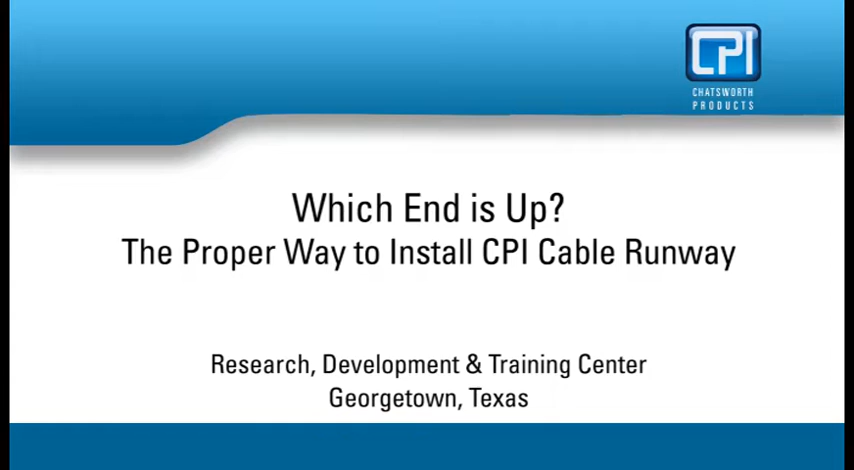 CPI
CHATSWORTH
PRODUCTS
Which End is Up?
The Proper Way to Install CPI Cable Runway
Research, Development & Training Center
Georgetown, Texas